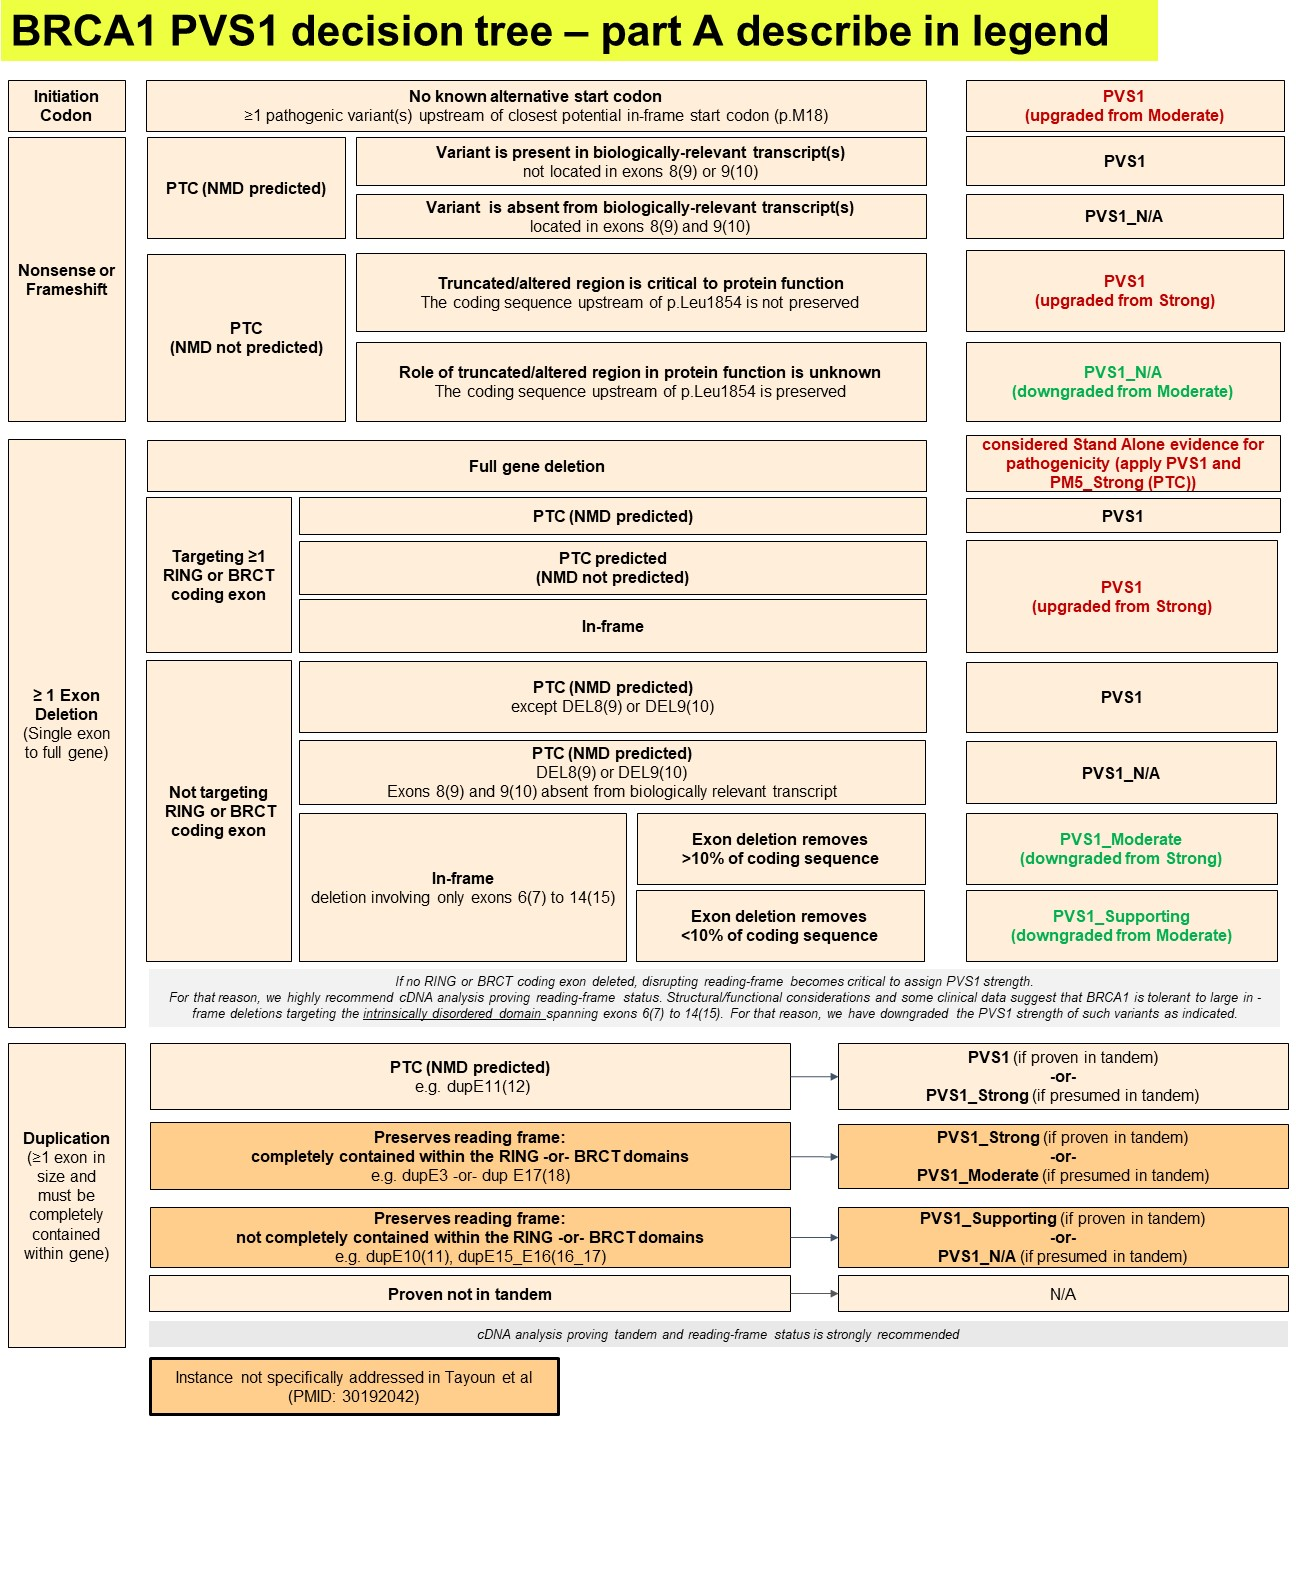 BRCA1 PVS1 decision tree – part A describe in legend
Initiation
Codon
No known alternative start codon
≥1 pathogenic variant(s) upstream of closest potential in-frame start codon (p.M18)
PVS1
(upgraded from Moderate)
Nonsense or
Frameshift
PTC (NMD predicted)
Variant is present in biologically-relevant transcript(s)
not located in exons 8(9) or 9(10)
PVS1
Variant is absent from biologically-relevant transcript(s)
located in exons 8(9) and 9(10)
PVS1_N/A
PTC
(NMD not predicted)
Truncated/altered region is critical to protein function
The coding sequence upstream of p.Leu1854 is not preserved
PVS1
(upgraded from Strong)
Role of truncated/altered region in protein function is unknown
The coding sequence upstream of p.Leu1854 is preserved
PVS1_N/A
(downgraded from Moderate)
≥ 1 Exon
Deletion
(Single exon
to full gene)
Full gene deletion
considered Stand Alone evidence for
pathogenicity (apply PVS1 and
PM5_Strong (PTC))
Targeting ≥1
RING or BRCT
coding exon
PTC (NMD predicted)
PVS1
PTC predicted
(NMD not predicted)
In-frame
PVS1
(upgraded from Strong)
Not targeting
RING or BRCT
coding exon
PTC (NMD predicted)
except DEL8(9) or DEL9(10)
PVS1
PTC (NMD predicted)
DEL8(9) or DEL9(10)
Exons 8(9) and 9(10) absent from biologically relevant transcript
PVS1_N/A
In-frame
deletion involving only exons 6(7) to 14(15)
Exon deletion removes
>10% of coding sequence
PVS1_Moderate
(downgraded from Strong)
Exon deletion removes
<10% of coding sequence
PVS1_Supporting
(downgraded from Moderate)
If no RING or BRCT coding exon deleted, disrupting reading-frame becomes critical to assign PVS1 strength.
For that reason, we highly recommend cDNA analysis proving reading-frame status. Structural/functional considerations and some clinical data suggest that BRCA1 is tolerant to large in -
frame deletions targeting the intrinsically disordered domain spanning exons 6(7) to 14(15). For that reason, we have downgraded the PVS1 strength of such variants as indicated.
Duplication
(≥1 exon in
size and
must be
completely
contained
within gene)
PTC (NMD predicted)
e.g. dupE11(12)
PVS1 (if proven in tandem)
-or-
PVS1_Strong (if presumed in tandem)
Preserves reading frame:
completely contained within the RING -or- BRCT domains
e.g. dupE3 -or- dup E17(18)
PVS1_Strong (if proven in tandem)
-or-
PVS1_Moderate (if presumed in tandem)
Preserves reading frame:
not completely contained within the RING -or- BRCT domains
e.g. dupE10(11), dupE15_E16(16_17)
PVS1_Supporting (if proven in tandem)
-or-
PVS1_N/A (if presumed in tandem)
Proven not in tandem
N/A
cDNA analysis proving tandem and reading-frame status is strongly recommended
Instance not specifically addressed in Tayoun et al
(PMID: 30192042)